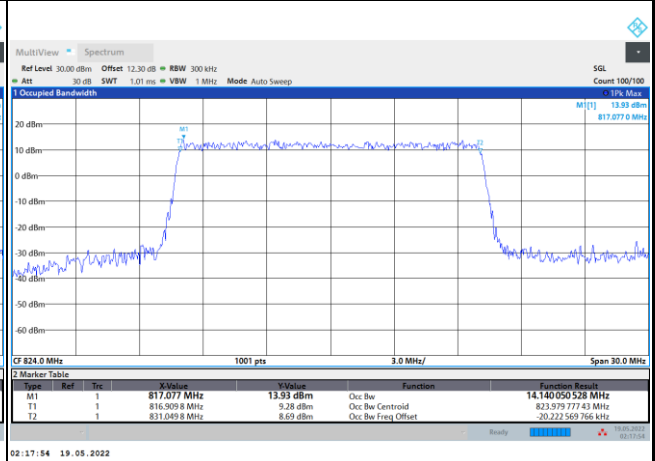 MultiView Spectrum
Ref Level 30.00 dBm Offset 12.30 dB RBW 300 kHz SGL
Att 30 dB SWT 1.01 ms VBW 1 MHz Mode Auto Sweep Count 100/100
1 Occupied Bandwidth 1Pk Max
M1[1] 13.93 dBm
817.077 0 MHz
M1
20 dBm
T1 T2
10 dBm
0 dBm
-10 dBm
-20 dBm
-30 dBm
-40 dBm
-50 dBm
-60 dBm
CF 824.0 MHz 1001 pts 3.0 MHz/ Span 30.0 MHz
2 Marker Table
Type Ref Trc X-Value Y-Value Function Function Result
M1 1 817.077 MHz 13.93 dBm Occ Bw 14.140 050 528 MHz
T1 1 816.909 8 MHz 9.28 dBm Occ Bw Centroid 823.979 777 43 MHz
T2 1 831.049 8 MHz 8.69 dBm Occ Bw Freq Offset -20.222 569 766 kHz
Ready 19.05.2022
02:17:54
02:17:54 19.05.2022